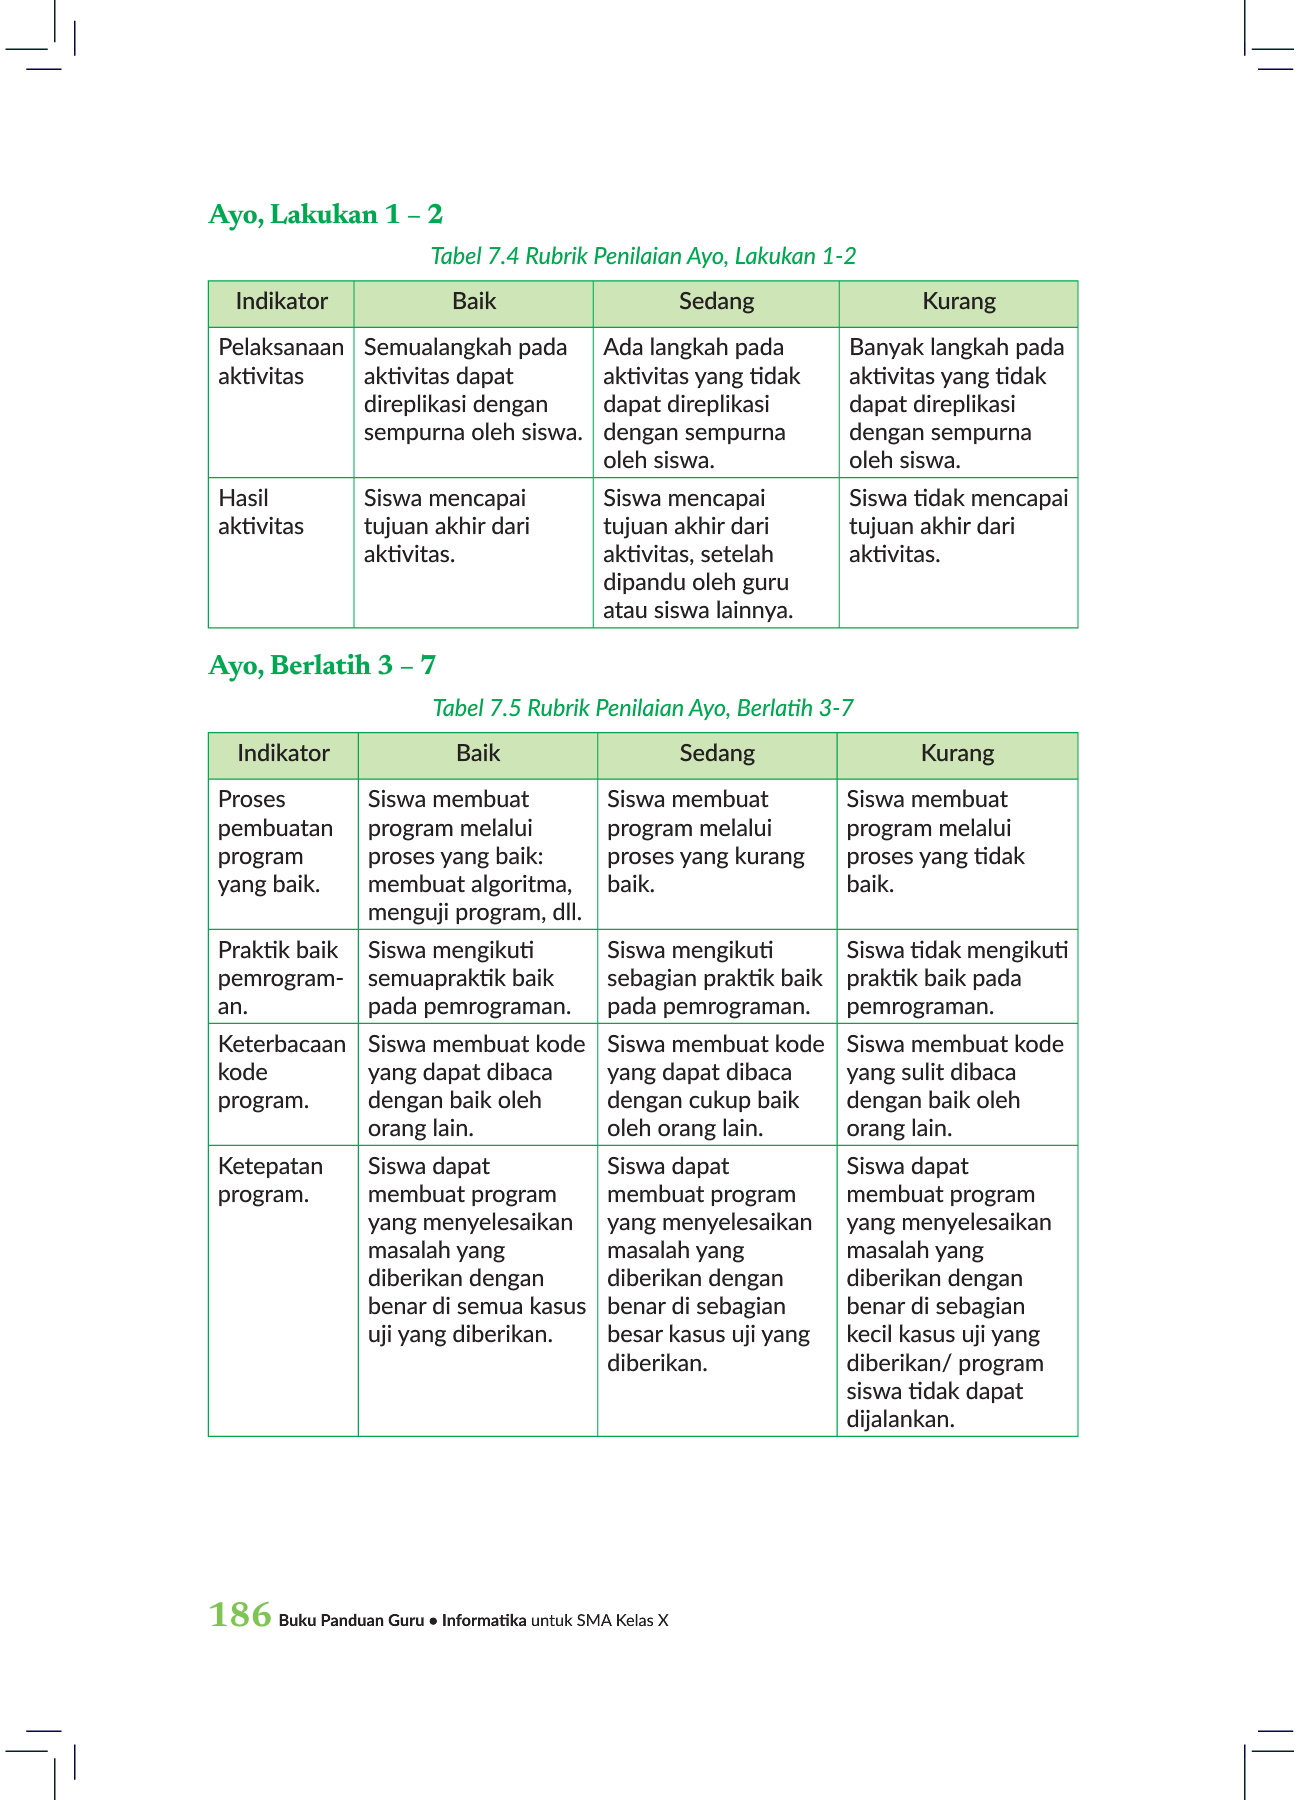 Ayo, Lakukan 1 – 2
Tabel 7.4 Rubrik Penilaian Ayo, Lakukan 1-2
Indikator
Baik
Sedang
Kurang
Pelaksanaan
aktivitas
Semualangkah pada
aktivitas dapat
direplikasi dengan
sempurna oleh siswa.
Ada langkah pada
aktivitas yang tidak
dapat direplikasi
dengan sempurna
oleh siswa.
Banyak langkah pada
aktivitas yang tidak
dapat direplikasi
dengan sempurna
oleh siswa.
Hasil
aktivitas
Siswa mencapai
tujuan akhir dari
aktivitas.
Siswa mencapai
tujuan akhir dari
aktivitas, setelah
dipandu oleh guru
atau siswa lainnya.
Siswa tidak mencapai
tujuan akhir dari
aktivitas.
Ayo, Berlatih 3 – 7
Tabel 7.5 Rubrik Penilaian Ayo, Berlatih 3-7
Indikator
Baik
Sedang
Kurang
Proses
pembuatan
program
yang baik.
Siswa membuat
program melalui
proses yang baik:
membuat algoritma,
menguji program, dll.
Siswa membuat
program melalui
proses yang kurang
baik.
Siswa membuat
program melalui
proses yang tidak
baik.
Praktik baik
pemrogram-
an.
Siswa mengikuti
semuapraktik baik
pada pemrograman.
Siswa mengikuti
sebagian praktik baik
pada pemrograman.
Siswa tidak mengikuti
praktik baik pada
pemrograman.
Keterbacaan
kode
program.
Siswa membuat kode
yang dapat dibaca
dengan baik oleh
orang lain.
Siswa membuat kode
yang dapat dibaca
dengan cukup baik
oleh orang lain.
Siswa membuat kode
yang sulit dibaca
dengan baik oleh
orang lain.
Ketepatan
program.
Siswa dapat
membuat program
yang menyelesaikan
masalah yang
diberikan dengan
benar di semua kasus
uji yang diberikan.
Siswa dapat
membuat program
yang menyelesaikan
masalah yang
diberikan dengan
benar di sebagian
besar kasus uji yang
diberikan.
Siswa dapat
membuat program
yang menyelesaikan
masalah yang
diberikan dengan
benar di sebagian
kecil kasus uji yang
diberikan/ program
siswa tidak dapat
dijalankan.
186 Buku Panduan Guru • Informatika untuk SMA Kelas X